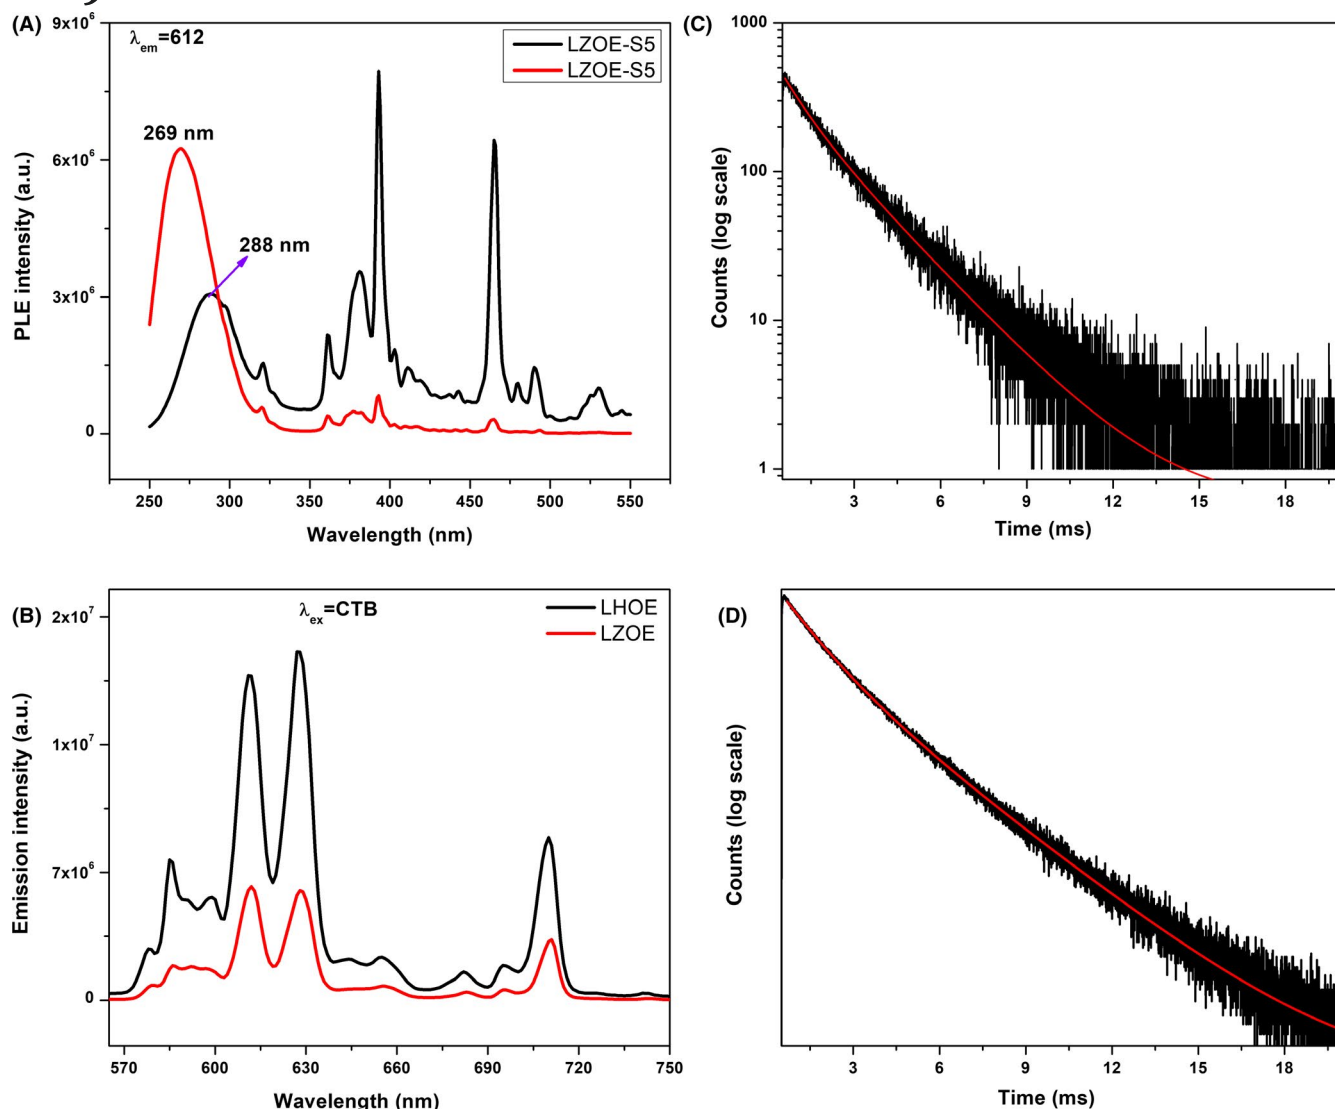 (A)
λem=612
LZOE-S5
LZOE-S5
269 nm
288 nm
9x10⁶
6x10⁶
3x10⁶
0
PLE intensity (a.u.)
250 300 350 400 450 500 550
Wavelength (nm)
(C)
1000
100
10
1
Counts (log scale)
3 6 9 12 15 18
Time (ms)
(B)
λex=CTB
LHOE
LZOE
2x10⁷
1x10⁷
7x10⁶
0
Emission intensity (a.u.)
570 600 630 660 690 720 750
Wavelength (nm)
(D)
Counts (log scale)
3 6 9 12 15 18
Time (ms)